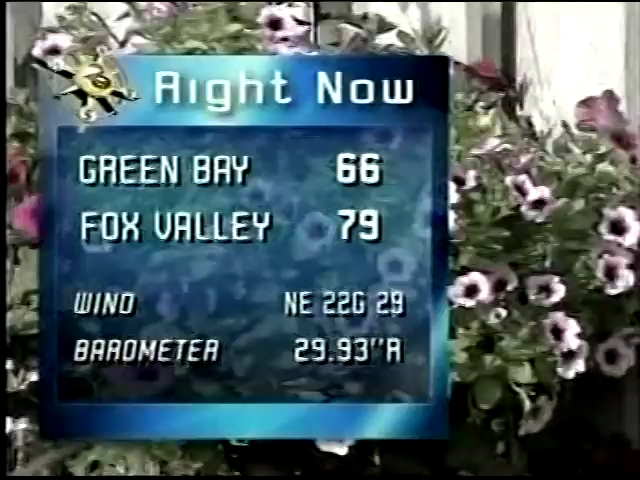 Right Now
GREEN BAY 66
FOX VALLEY 79
WIND NE 22G 29
BAROMETER 29.93"R